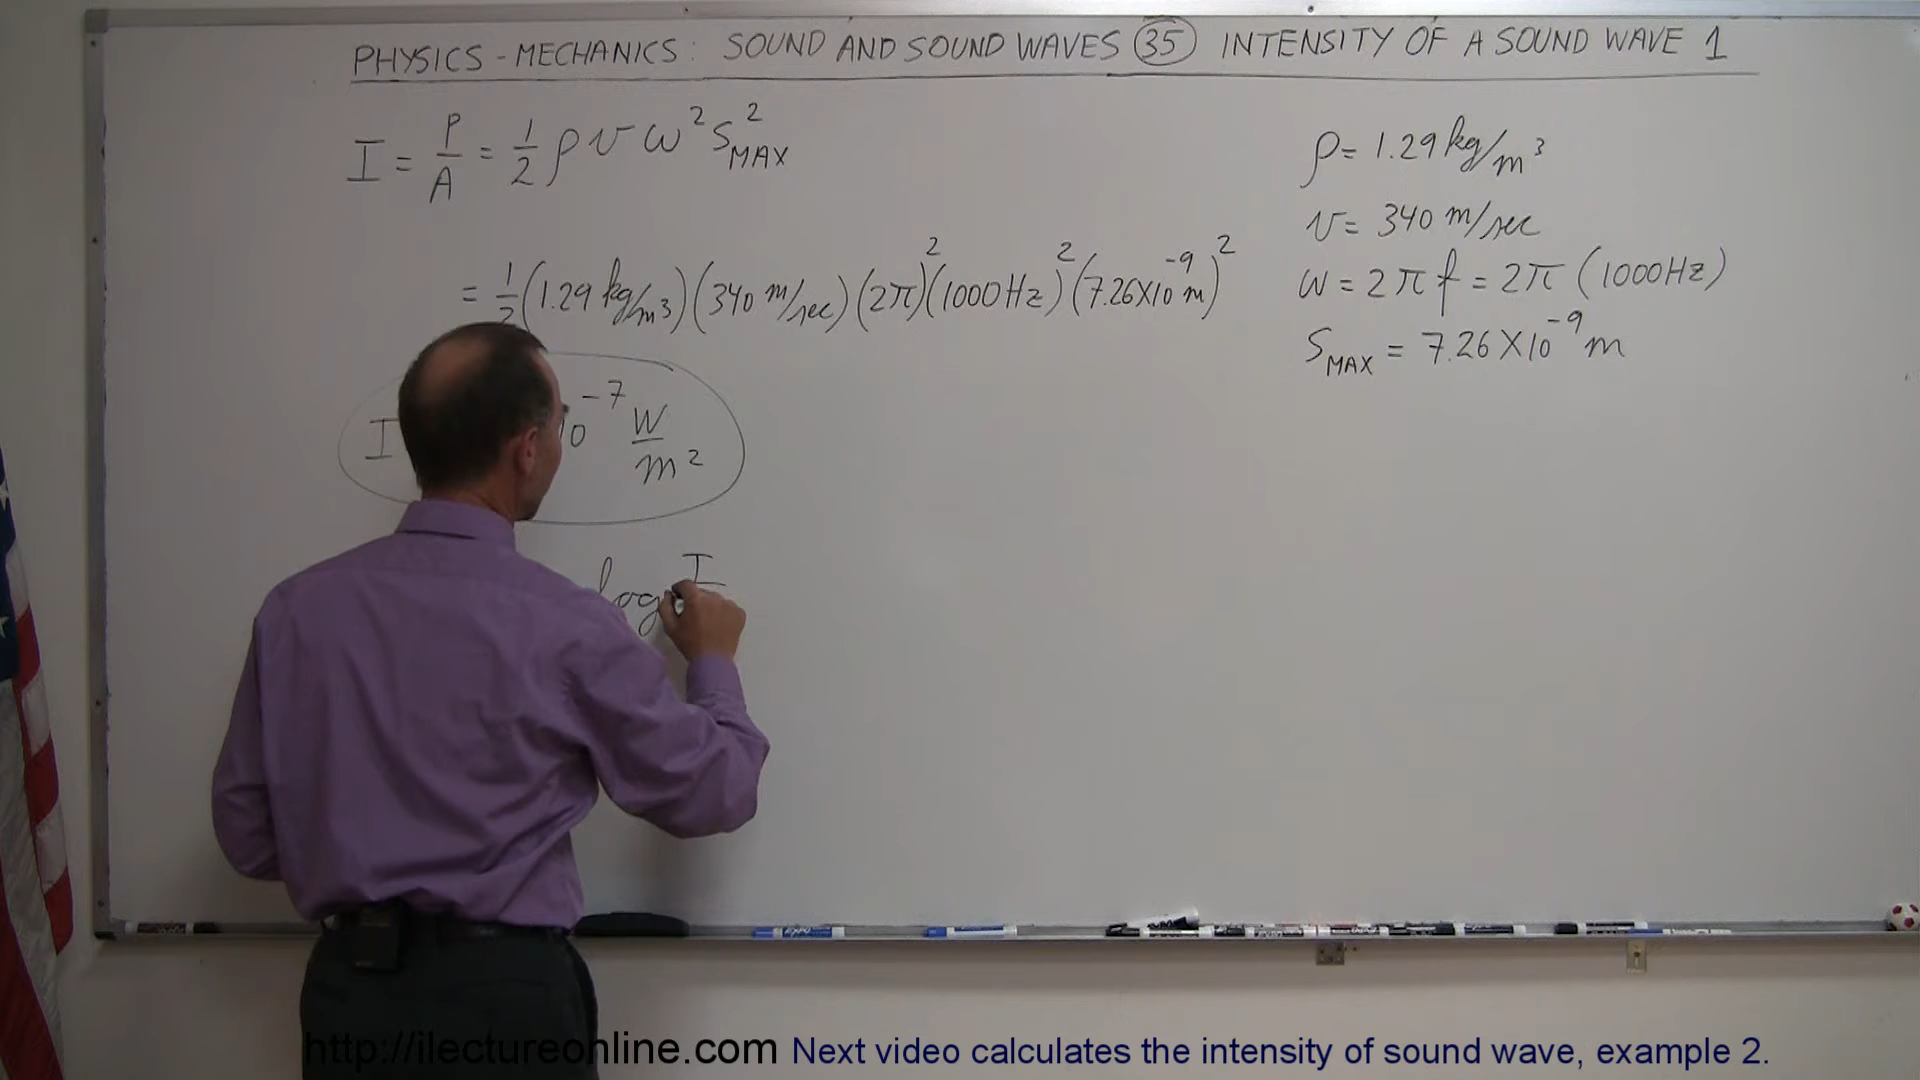 PHYSICS - MECHANICS: SOUND AND SOUND WAVES 35 INTENSITY OF A SOUND WAVE 1
I = P/A = 1/2 ρ v ω² S²MAX
= 1/2 (1.29 kg/m³) (340 m/sec) (2π)² (1000 Hz)² (7.26×10⁻⁹ m)²
I 10⁻⁷ W/m²
log I
ρ = 1.29 kg/m³
v = 340 m/sec
ω = 2πf = 2π (1000 Hz)
SMAX = 7.26 × 10⁻⁹ m
http://ilectureonline.com Next video calculates the intensity of sound wave, example 2.